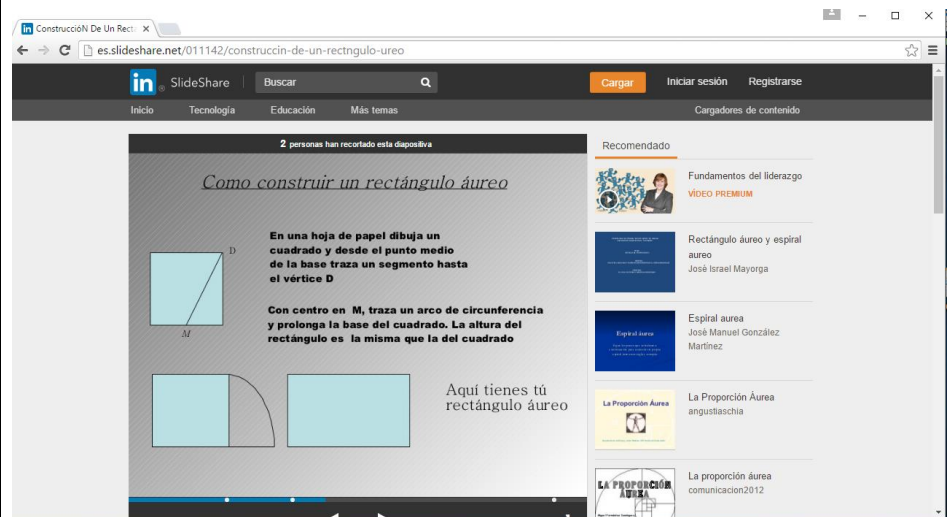 ConstruccióN De Un Rect
es.slideshare.net/011142/construccin-de-un-rectngulo-ureo
in SlideShare
Buscar
Cargar
Iniciar sesión
Registrarse
Inicio
Tecnología
Educación
Más temas
Cargadores de contenido
2 personas han recortado esta diapositiva
Como construir un rectángulo áureo
En una hoja de papel dibuja un
cuadrado y desde el punto medio
de la base traza un segmento hasta
el vértice D
D
M
Con centro en M, traza un arco de circunferencia
y prolonga la base del cuadrado. La altura del
rectángulo es la misma que la del cuadrado
Aquí tienes tú
rectángulo áureo
Recomendado
Fundamentos del liderazgo
VÍDEO PREMIUM
Rectángulo áureo y espiral
aureo
Josè Israel Mayorga
Espiral áurea
Espiral aurea
José Manuel González
Martínez
La Proporción Áurea
La Proporción Áurea
angustiaschia
LA PROPORCIÓN
ÁUREA
La proporción áurea
comunicacion2012